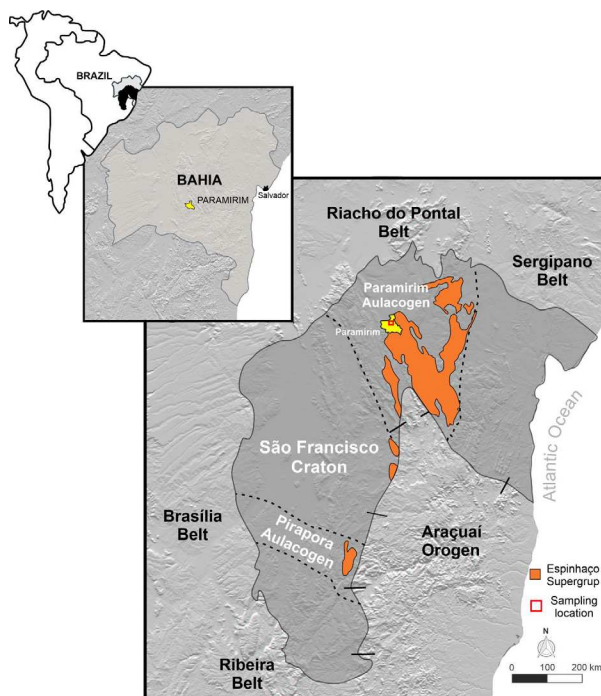 BRAZIL
BAHIA
PARAMIRIM
Salvador
Riacho do Pontal
Belt
Sergipano
Belt
Paramirim
Aulacogen
Paramirim
São Francisco
Craton
Atlantic Ocean
Brasília
Belt
Pirapora
Aulacogen
Araçuaí
Orogen
Ribeira
Belt
Espinhaço
Supergrup
Sampling
location
N
0 100 200 km